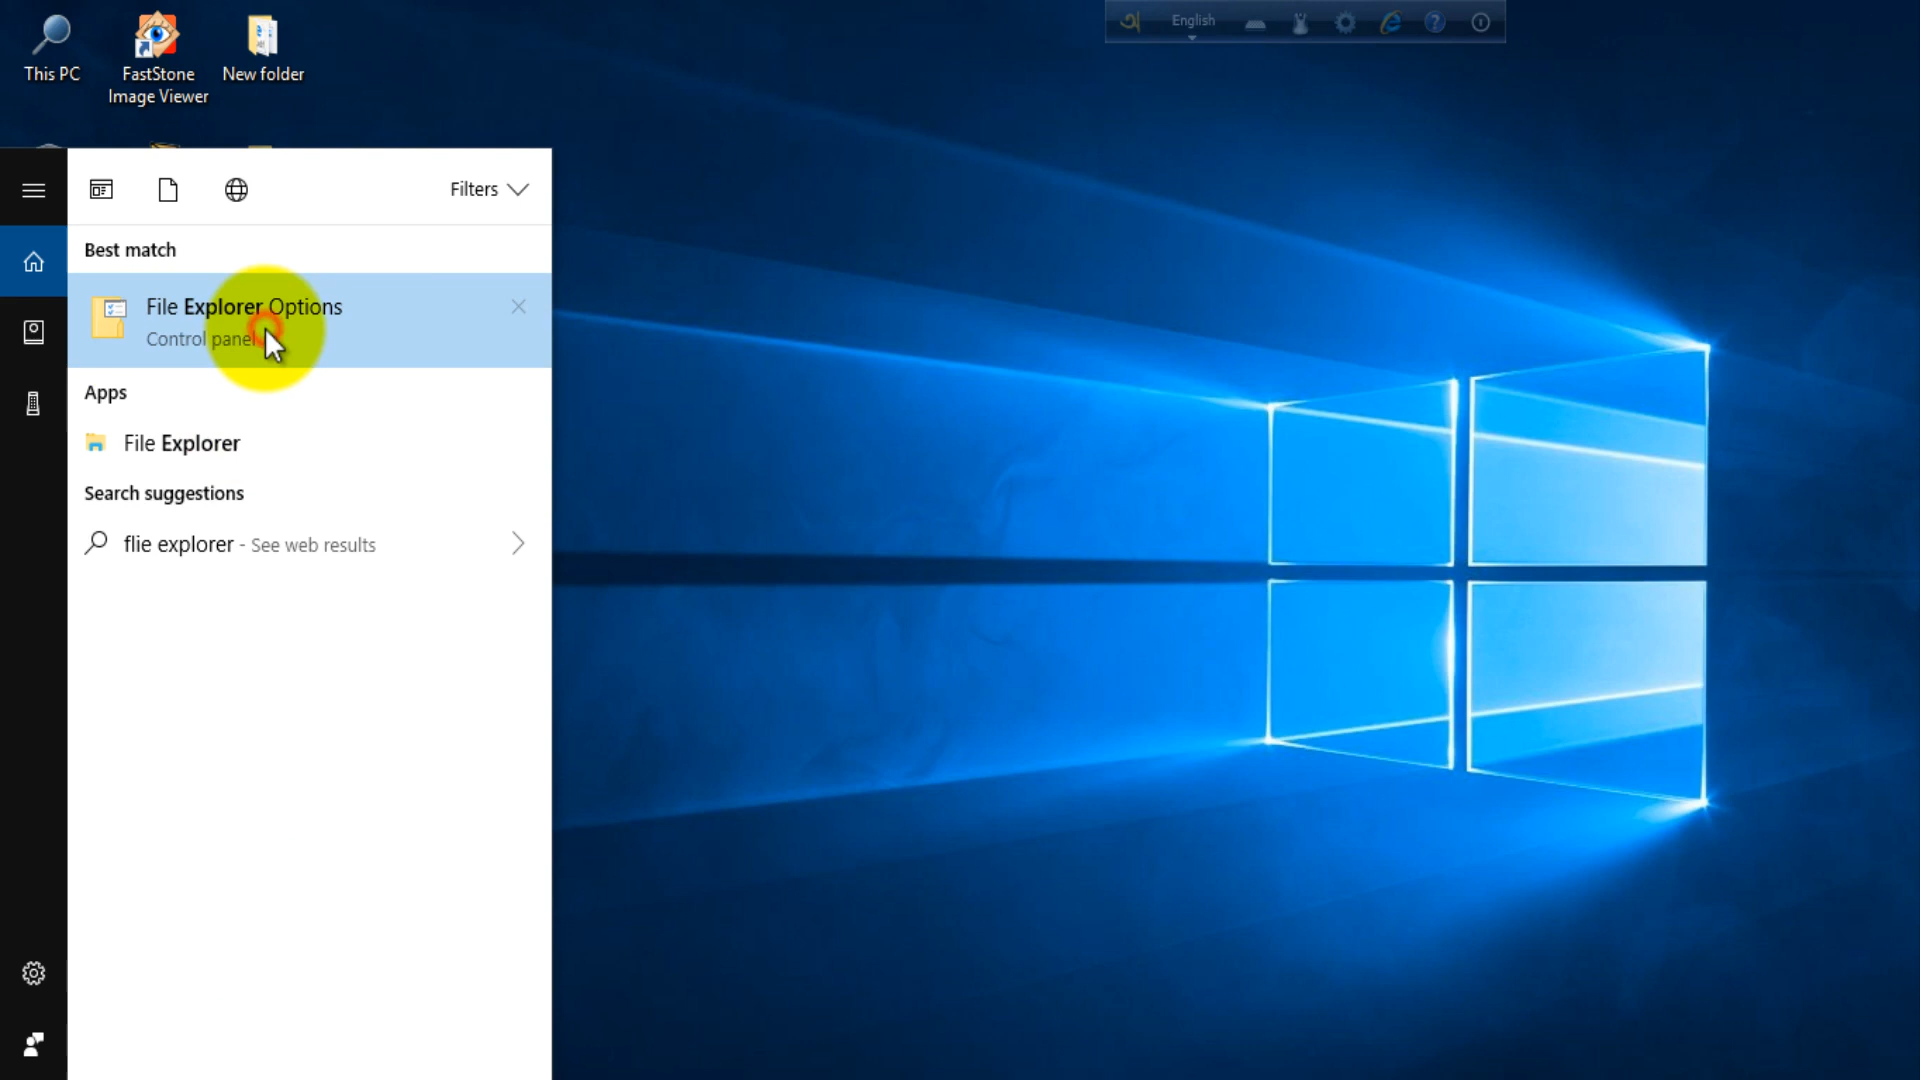 This PC
FastStone
Image Viewer
New folder
অ
English
Filters
Best match
File Explorer Options
Control panel
Apps
File Explorer
Search suggestions
flie explorer - See web results